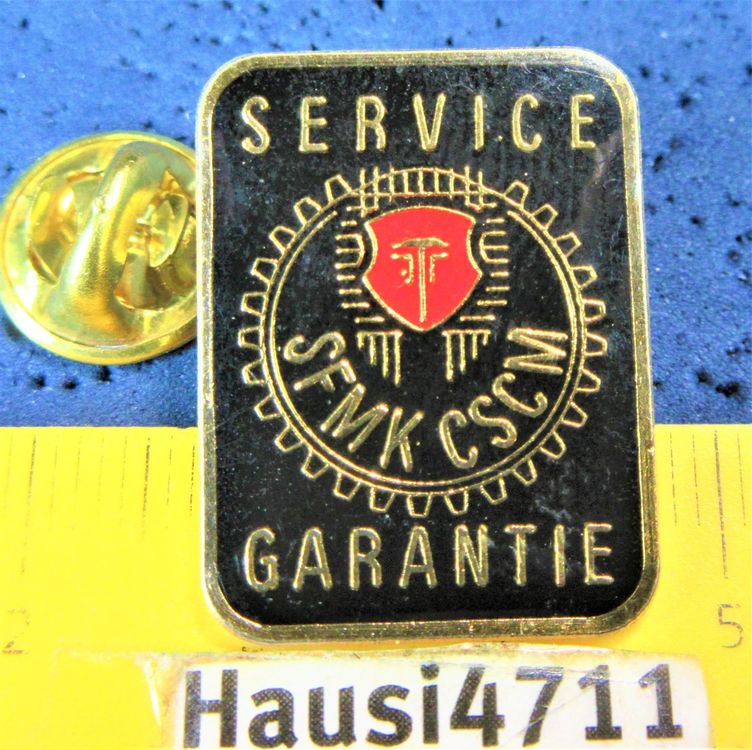 SERVICE
SFMK CSCM
GARANTIE
2 5
Hausi4711